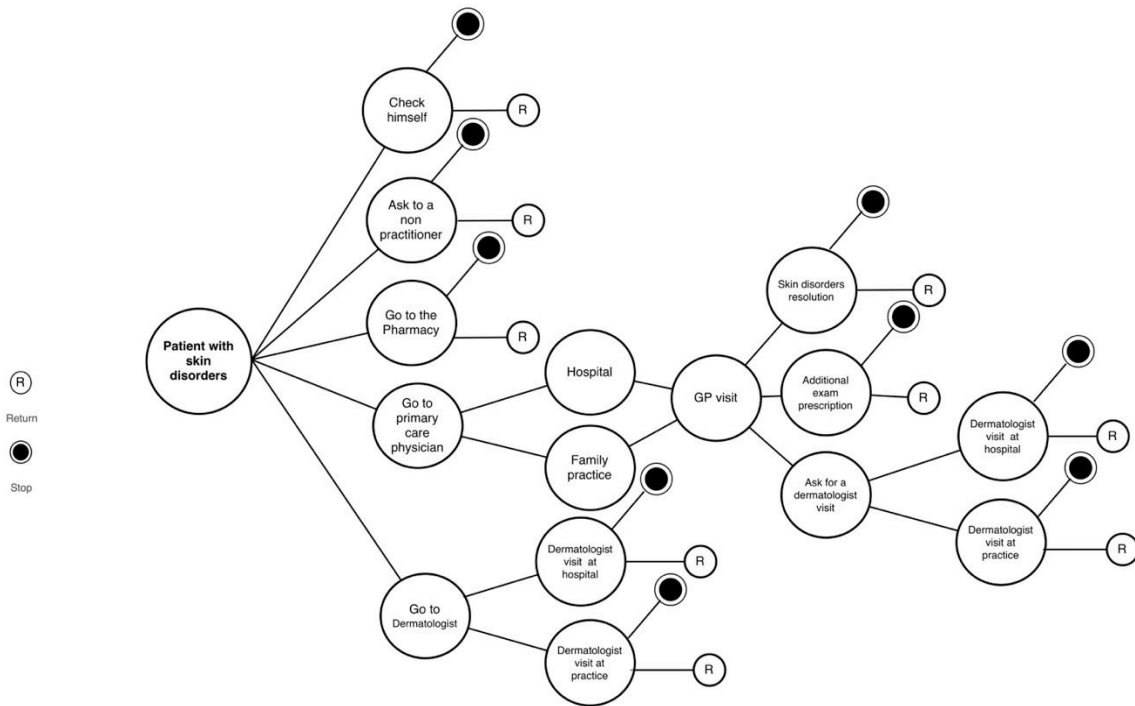 Check
himself
R
Ask to a
non
practitioner
R
Go to the
Pharmacy
R
Patient with
skin
disorders
Go to
primary
care
physician
Hospital
Family
practice
GP visit
Skin disorders
resolution
R
Additional
exam
prescription
R
Ask for a
dermatologist
visit
Dermatologist
visit at
hospital
R
Dermatologist
visit at
practice
R
Go to
Dermatologist
Dermatologist
visit at
hospital
R
Dermatologist
visit at
practice
R
R
Return
Stop